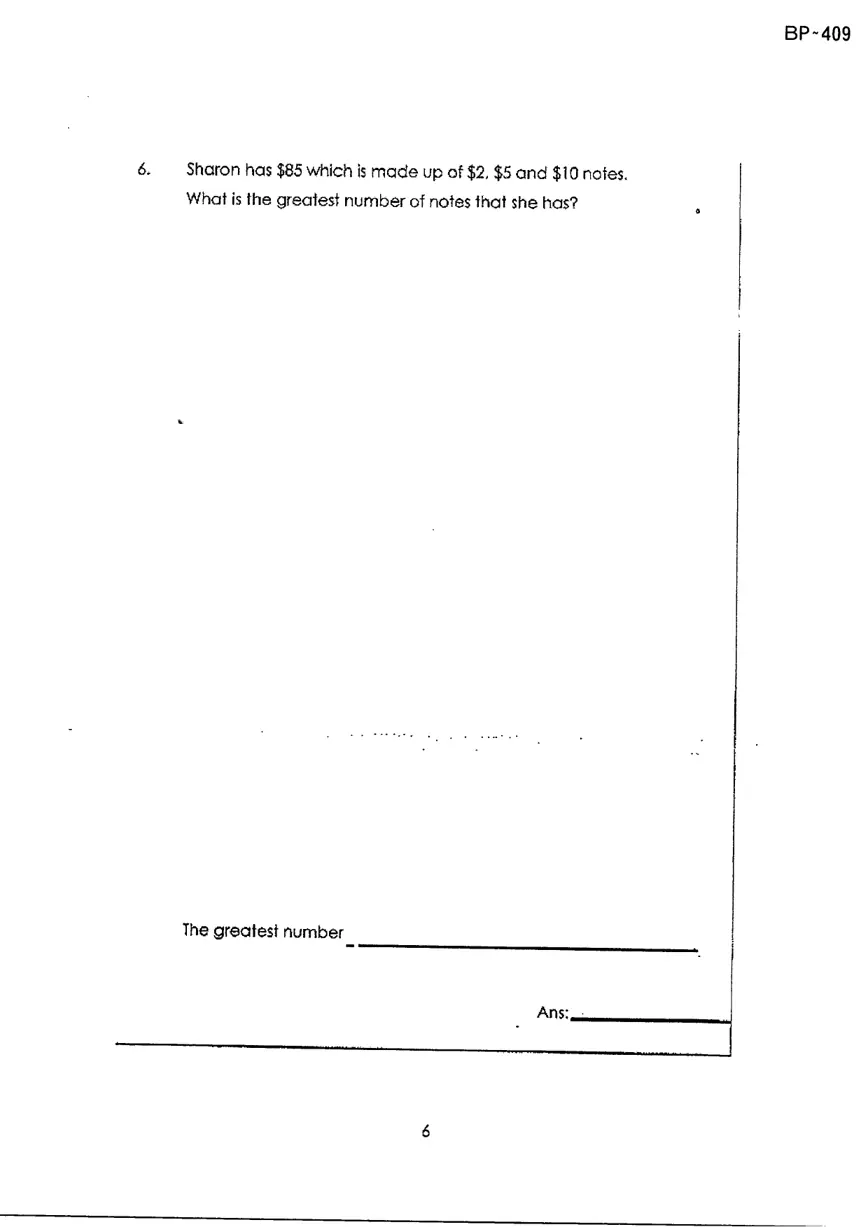 BP-409
6. Sharon has $85 which is made up of $2, $5 and $10 notes.
What is the greatest number of notes that she has?
The greatest number
Ans:
6